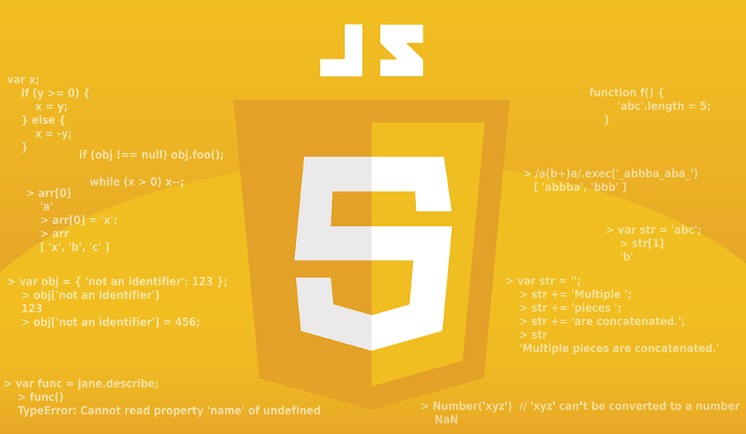 JS
var x;
if (y >= 0) {
x = y;
} else {
x = -y;
}
if (obj !== null) obj.foo();
while (x > 0) x--;
> arr[0]
'a'
> arr[0] = 'x';
> arr
[ 'x', 'b', 'c' ]
> var obj = { 'not an identifier': 123 };
> obj['not an identifier']
123
> obj['not an identifier'] = 456;
> var func = jane.describe;
> func()
TypeError: Cannot read property 'name' of undefined
S
function f() {
'abc'.length = 5;
}
> /a(b+)a/.exec('_abbba_aba_')
[ 'abbba', 'bbb' ]
> var str = 'abc';
> str[1]
'b'
> var str = '';
> str += 'Multiple ';
> str += 'pieces ';
> str += 'are concatenated.';
> str
'Multiple pieces are concatenated.'
> Number('xyz')  // 'xyz' can't be converted to a number
NaN